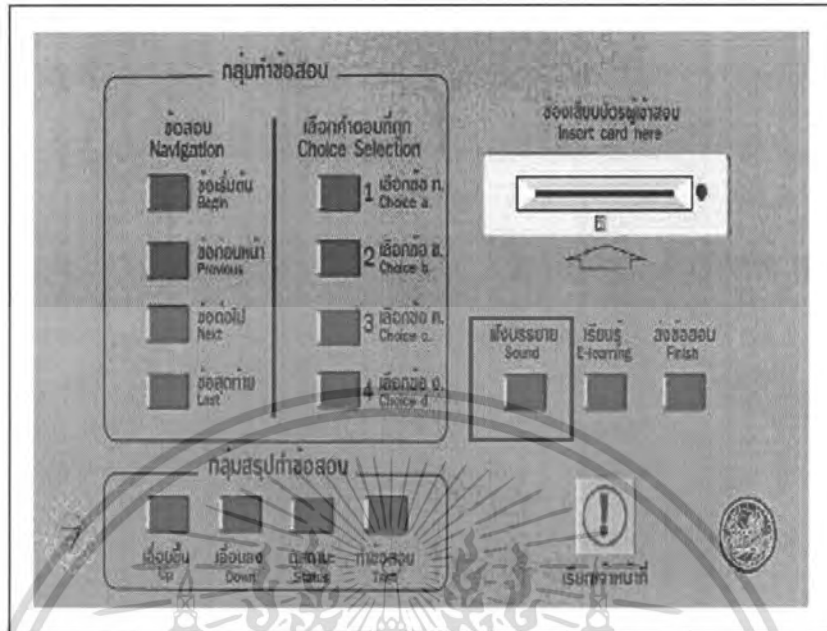 กลุ่มทำข้อสอบ
ข้อสอบ
Navigation
ข้อเริ่มต้น
Begin
ข้อก่อนหน้า
Previous
ข้อต่อไป
Next
ข้อสุดท้าย
Last
เลือกคำตอบที่ถูก
Choice Selection
1 เลือกข้อ ก.
Choice a.
2 เลือกข้อ ข.
Choice b.
3 เลือกข้อ ค.
Choice c.
4 เลือกข้อ ง.
Choice d.
ช่องเสียบบัตรผู้เข้าสอบ
Insert card here
ฟังบรรยาย
Sound
เรียนรู้
E-learning
ส่งข้อสอบ
Finish
กลุ่มสรุปทำข้อสอบ
เลื่อนขึ้น
Up
เลื่อนลง
Down
ดูสถานะ
Status
ทำข้อสอบ
Test
เรียกเจ้าหน้าที่